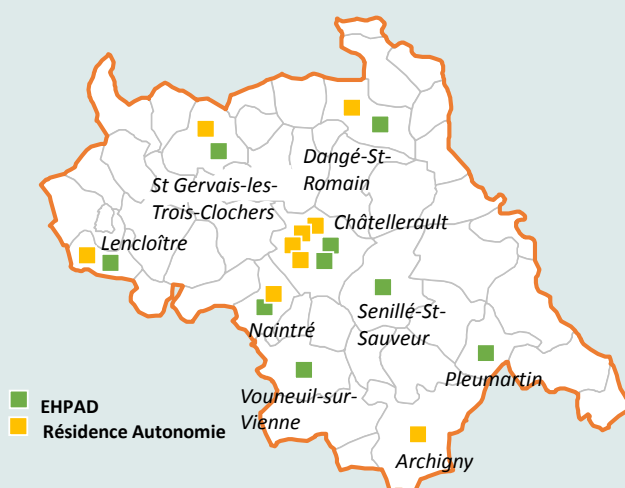 Dangé-St-
Romain
St Gervais-les-
Trois-Clochers
Châtellerault
Lencloître
Senillé-St-
Sauveur
Naintré
Pleumartin
Vouneuil-sur-
Vienne
Archigny
EHPAD
Résidence Autonomie